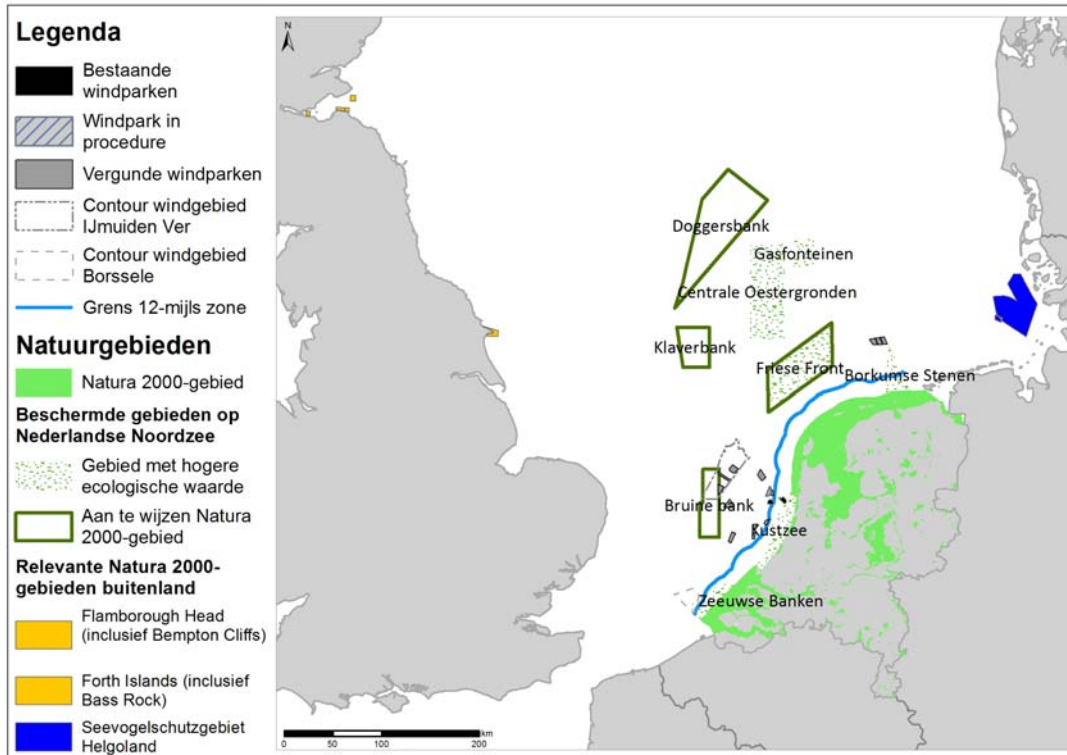 Legenda
Bestaande
windparken
Windpark in
procedure
Vergunde windparken
Contour windgebied
IJmuiden Ver
Contour windgebied
Borssele
Grens 12-mijls zone
Natuurgebieden
Natura 2000-gebied
Beschermde gebieden op
Nederlandse Noordzee
Gebied met hogere
ecologische waarde
Aan te wijzen Natura
2000-gebied
Relevante Natura 2000-
gebieden buitenland
Flamborough Head
(inclusief Bempton Cliffs)
Forth Islands (inclusief
Bass Rock)
Seevogelschutzgebiet
Helgoland
N
Doggersbank
Gasfonteinen
Centrale Oestergronden
Klaverbank
Friese Front
Borkumse Stenen
Bruine bank
Kustzee
Zeeuwse Banken
km
0 50 100 200